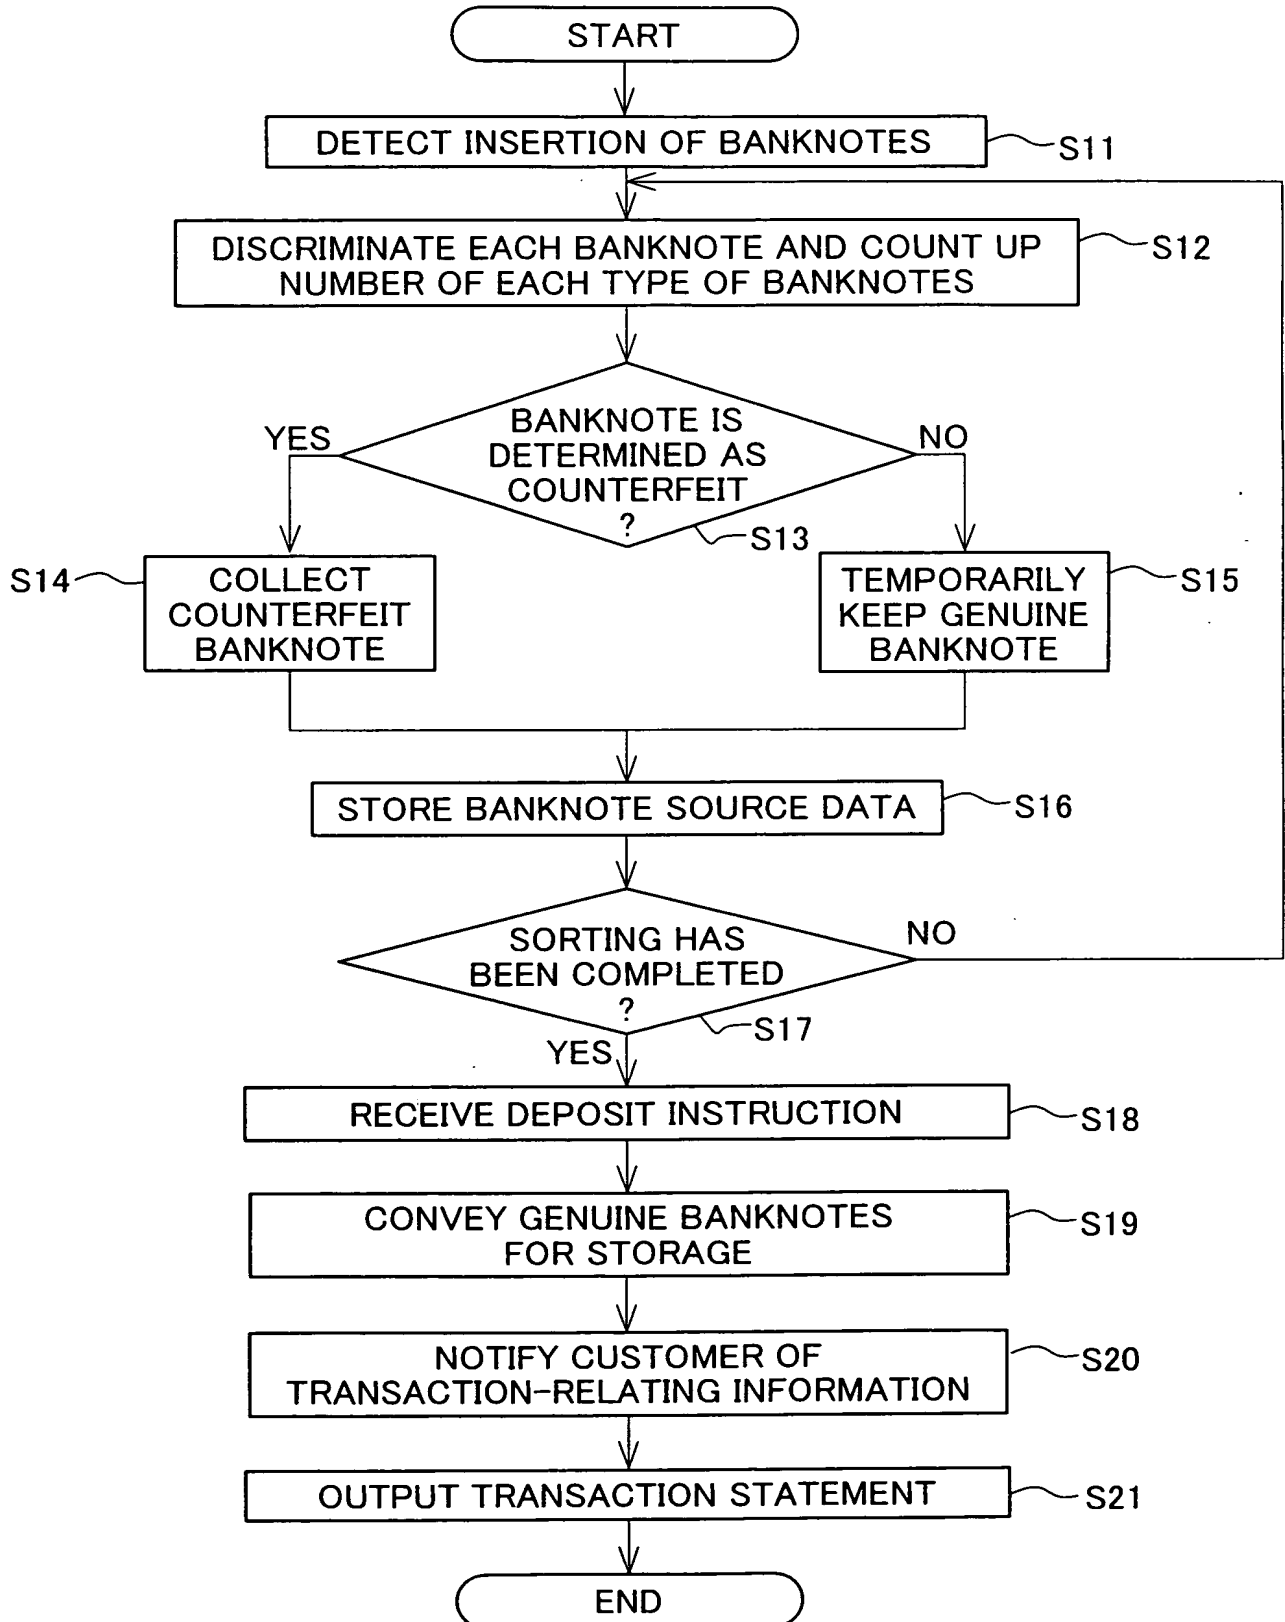 START
DETECT INSERTION OF BANKNOTES
S11
DISCRIMINATE EACH BANKNOTE AND COUNT UP
NUMBER OF EACH TYPE OF BANKNOTES
S12
BANKNOTE IS
DETERMINED AS
COUNTERFEIT
?
S13
YES
NO
S14
COLLECT
COUNTERFEIT
BANKNOTE
TEMPORARILY
KEEP GENUINE
BANKNOTE
S15
STORE BANKNOTE SOURCE DATA
S16
SORTING HAS
BEEN COMPLETED
?
NO
S17
YES
RECEIVE DEPOSIT INSTRUCTION
S18
CONVEY GENUINE BANKNOTES
FOR STORAGE
S19
NOTIFY CUSTOMER OF
TRANSACTION-RELATING INFORMATION
S20
OUTPUT TRANSACTION STATEMENT
S21
END